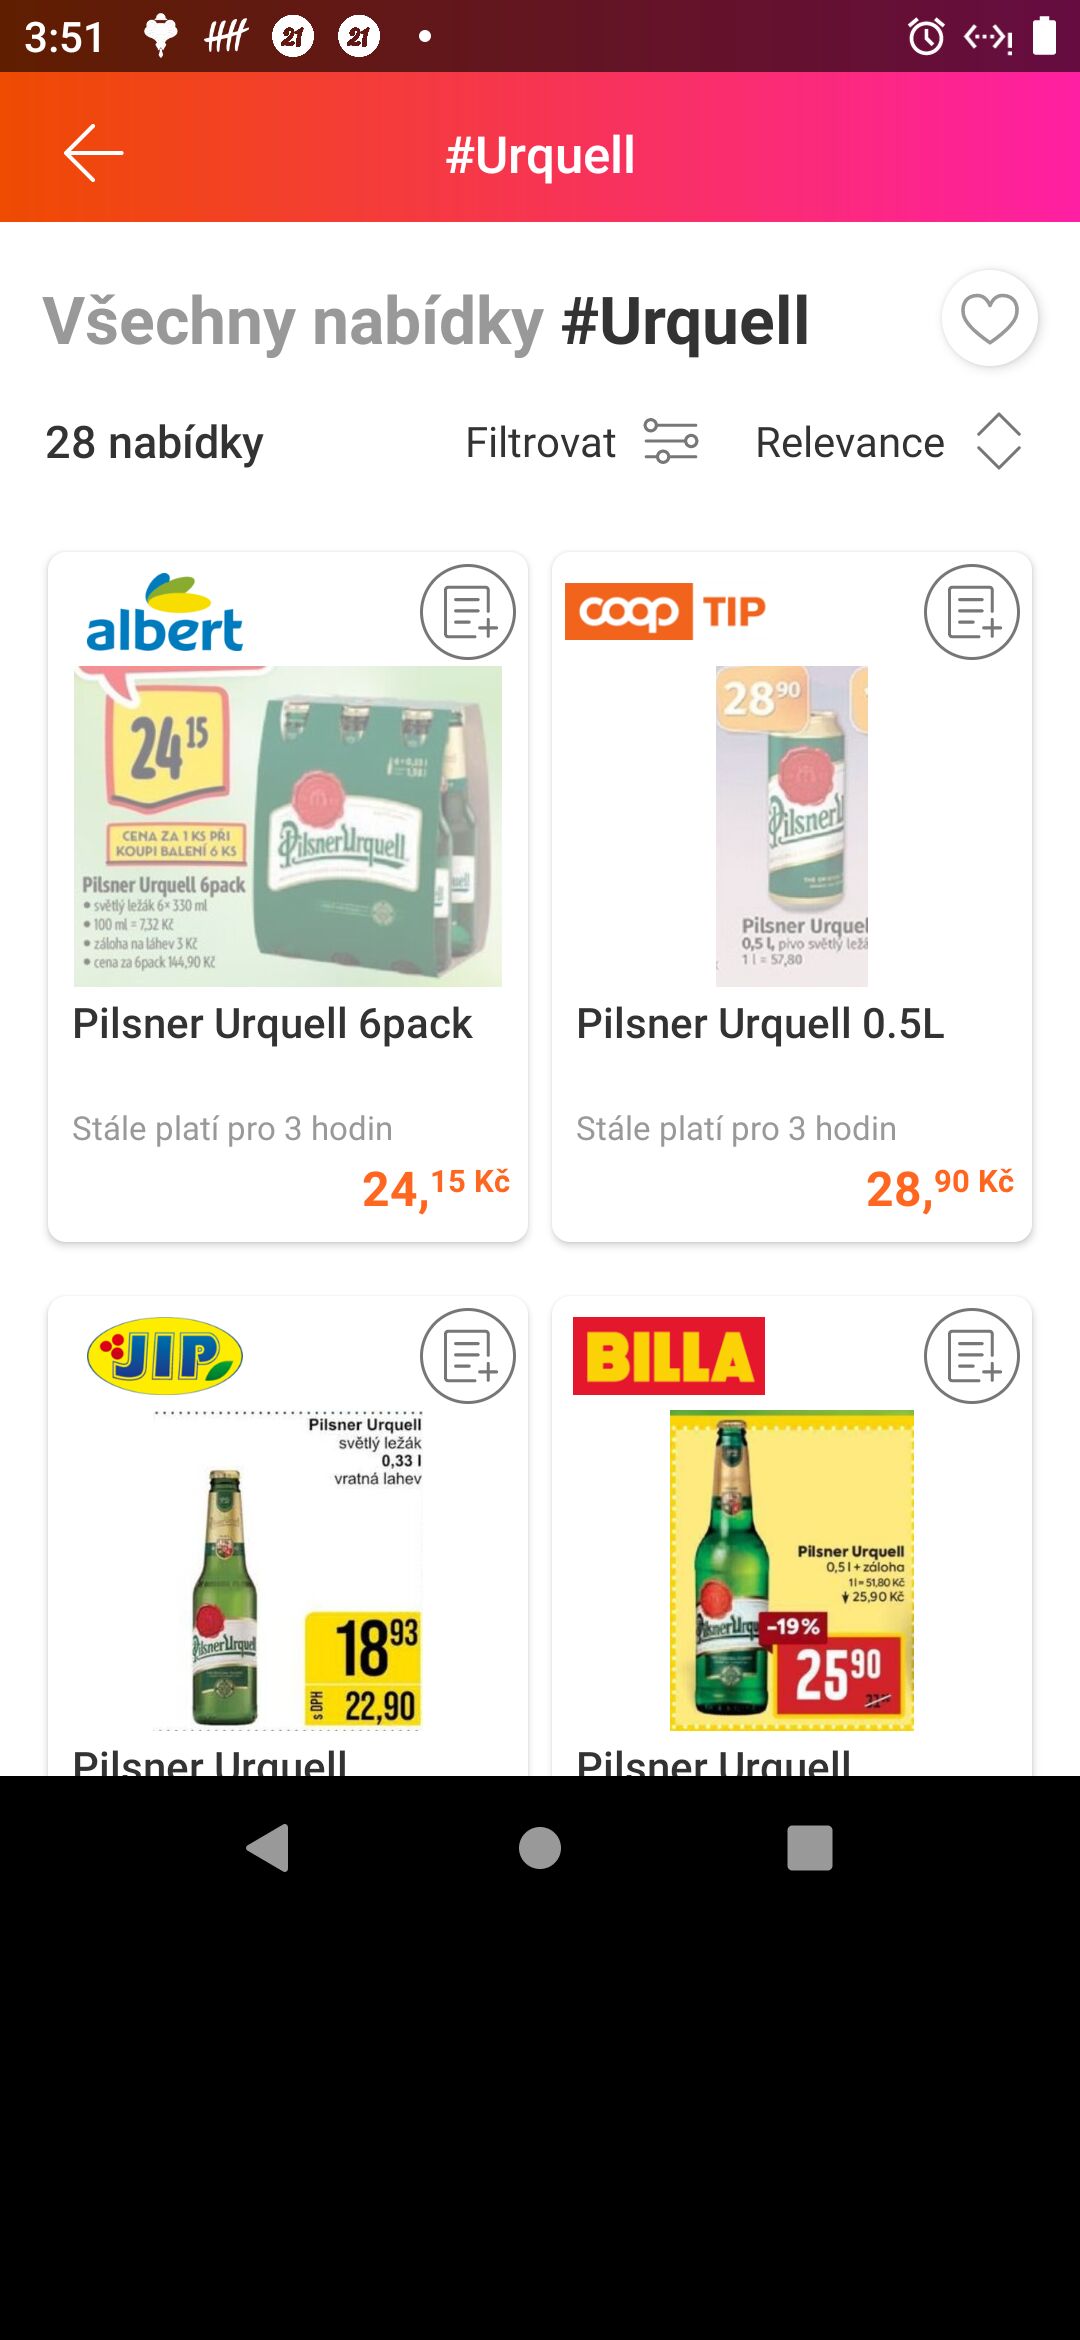 3:51
21
21
#Urquell
Všechny nabídky #Urquell
28 nabídky
Filtrovat
Relevance
albert
24 15
CENA ZA 1 KS PŘI
KOUPI BALENÍ 6 KS
Pilsner Urquell 6pack
• světlý ležák 6× 330 ml
• 100 ml = 7,32 Kč
• záloha na láhev 3 Kč
• cena za 6pack 144,90 Kč
Pilsner Urquell
Pilsner Urquell 6pack
Stále platí pro 3 hodin
24,15 Kč
coop TIP
28 90
Pilsner
Pilsner Urquel
0,5 l, pivo světlý ležá
1 l = 57,80
Pilsner Urquell 0.5L
Stále platí pro 3 hodin
28,90 Kč
JIP
Pilsner Urquell
světlý ležák
0,33 l
vratná lahev
Pilsner Urquell
18 93
s DPH 22,90
Pilsner Urquell
BILLA
Pilsner Urquell
0,5 l + záloha
1 l = 51,80 Kč
25,90 Kč
-19%
25 90
Pilsner Urquell